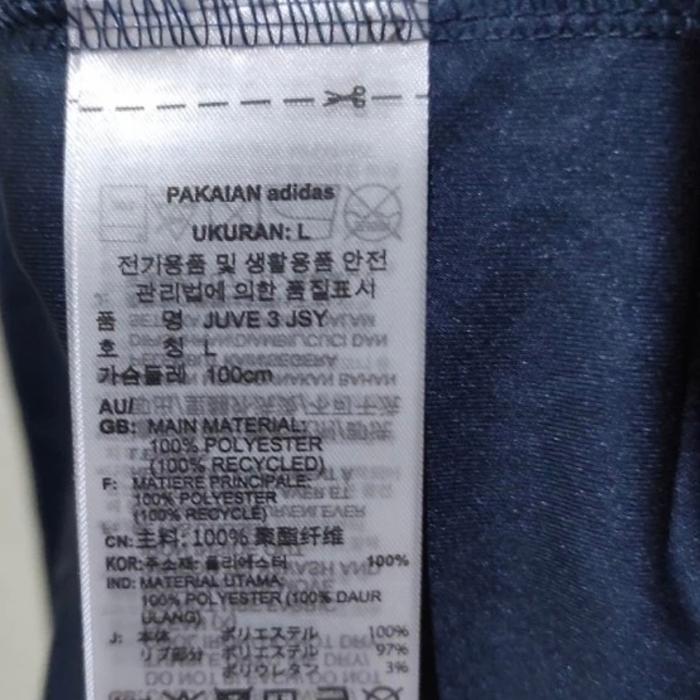 PAKAIAN adidas
UKURAN: L
전기용품 및 생활용품 안전
관리법에 의한 품질표시
품 명 JUVE 3 JSY
호 칭 L
가슴둘레 100cm
AU/
GB: MAIN MATERIAL:
100% POLYESTER
(100% RECYCLED)
F: MATIERE PRINCIPALE:
100% POLYESTER
(100% RECYCLÉ)
CN: 主料: 100% 聚酯纤维
KOR: 주소재: 폴리에스터 100%
IND: MATERIAL UTAMA:
100% POLYESTER (100% DAUR
ULANG)
J: 本体 ポリエステル 100%
リブ部分 ポリエステル 97%
ポリウレタン 3%